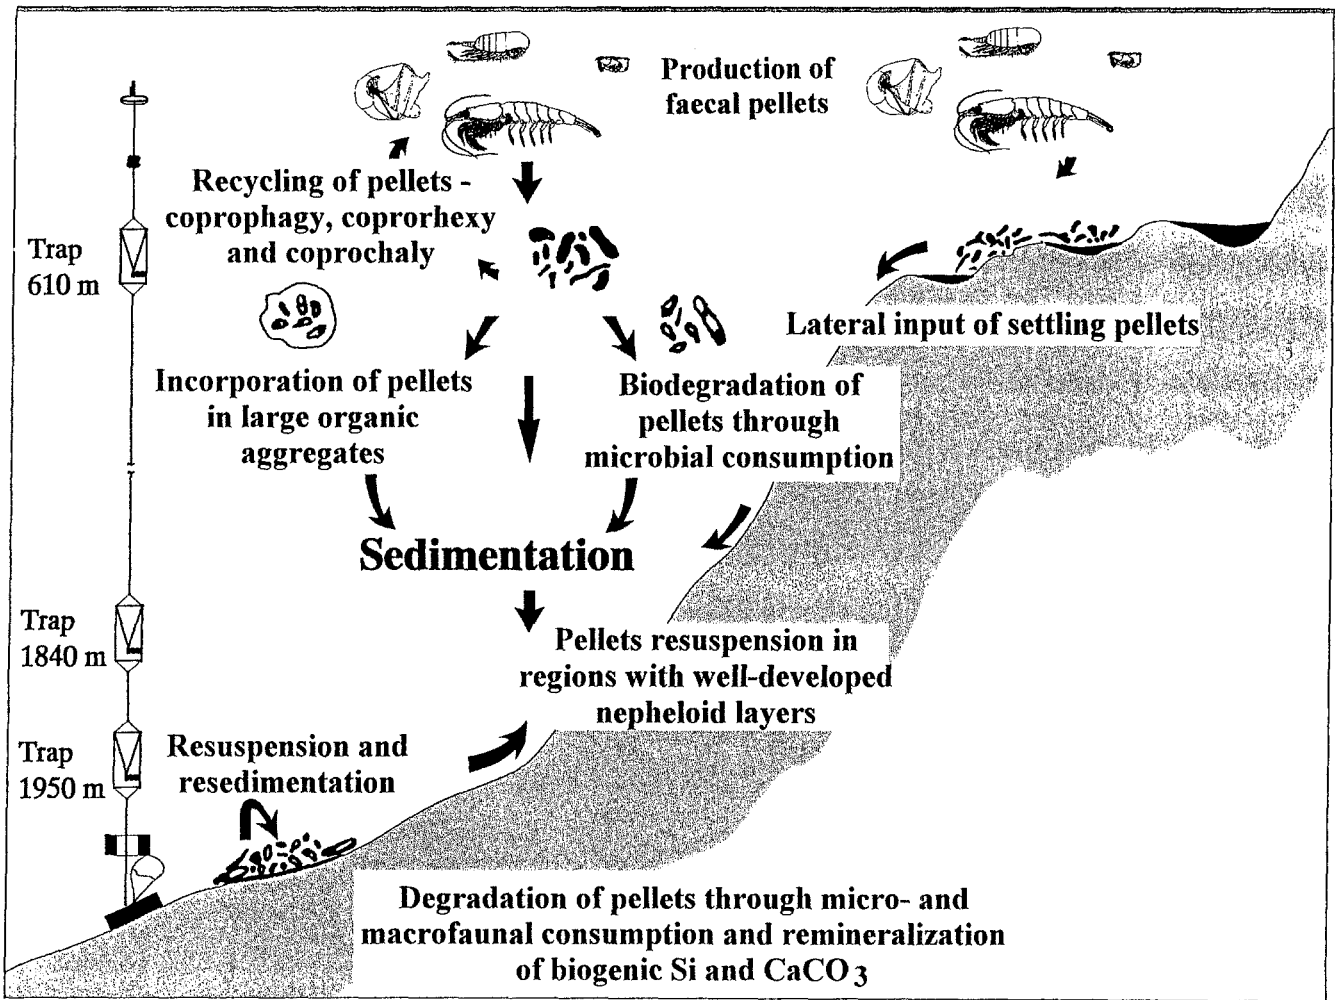 Production of
faecal pellets
Recycling of pellets -
coprophagy, coprorhexy
and coprochaly
Trap
610 m
Lateral input of settling pellets
Incorporation of pellets
in large organic
aggregates
Biodegradation of
pellets through
microbial consumption
Sedimentation
Trap
1840 m
Pellets resuspension in
regions with well-developed
nepheloid layers
Trap
1950 m
Resuspension and
resedimentation
Degradation of pellets through micro- and
macrofaunal consumption and remineralization
of biogenic Si and CaCO 3